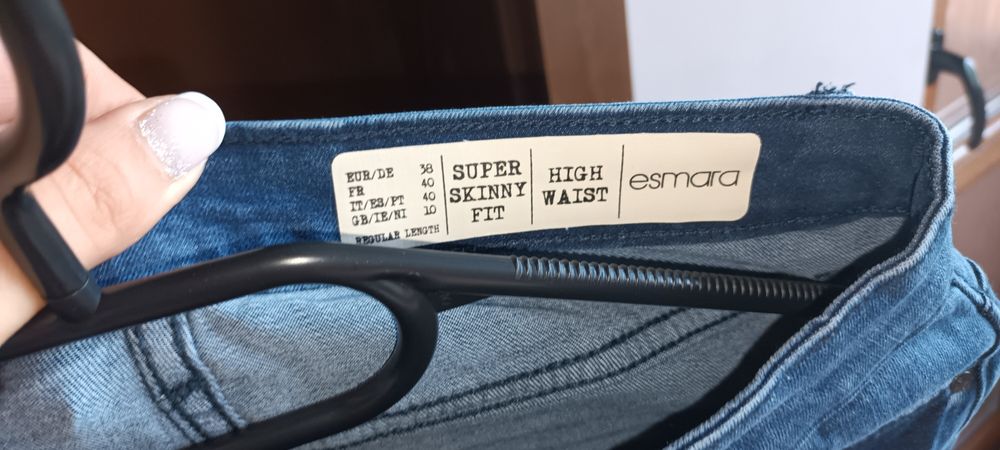 EUR/DE 38
FR 40
IT/ES/PT 40
GB/IE/NI 10
REGULAR LENGTH
SUPER
SKINNY
FIT
HIGH
WAIST
esmara